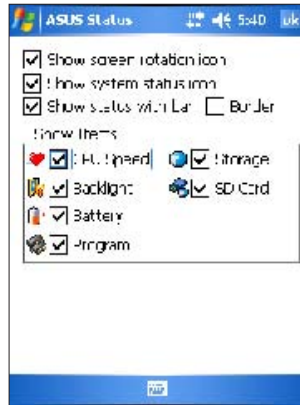 ASUS Status 5:40 ok
Show screen rotation icon
Show system status icon
Show status with bar Border
Show Items
CPU Speed Storage
Backlight SD Card
Battery
Program